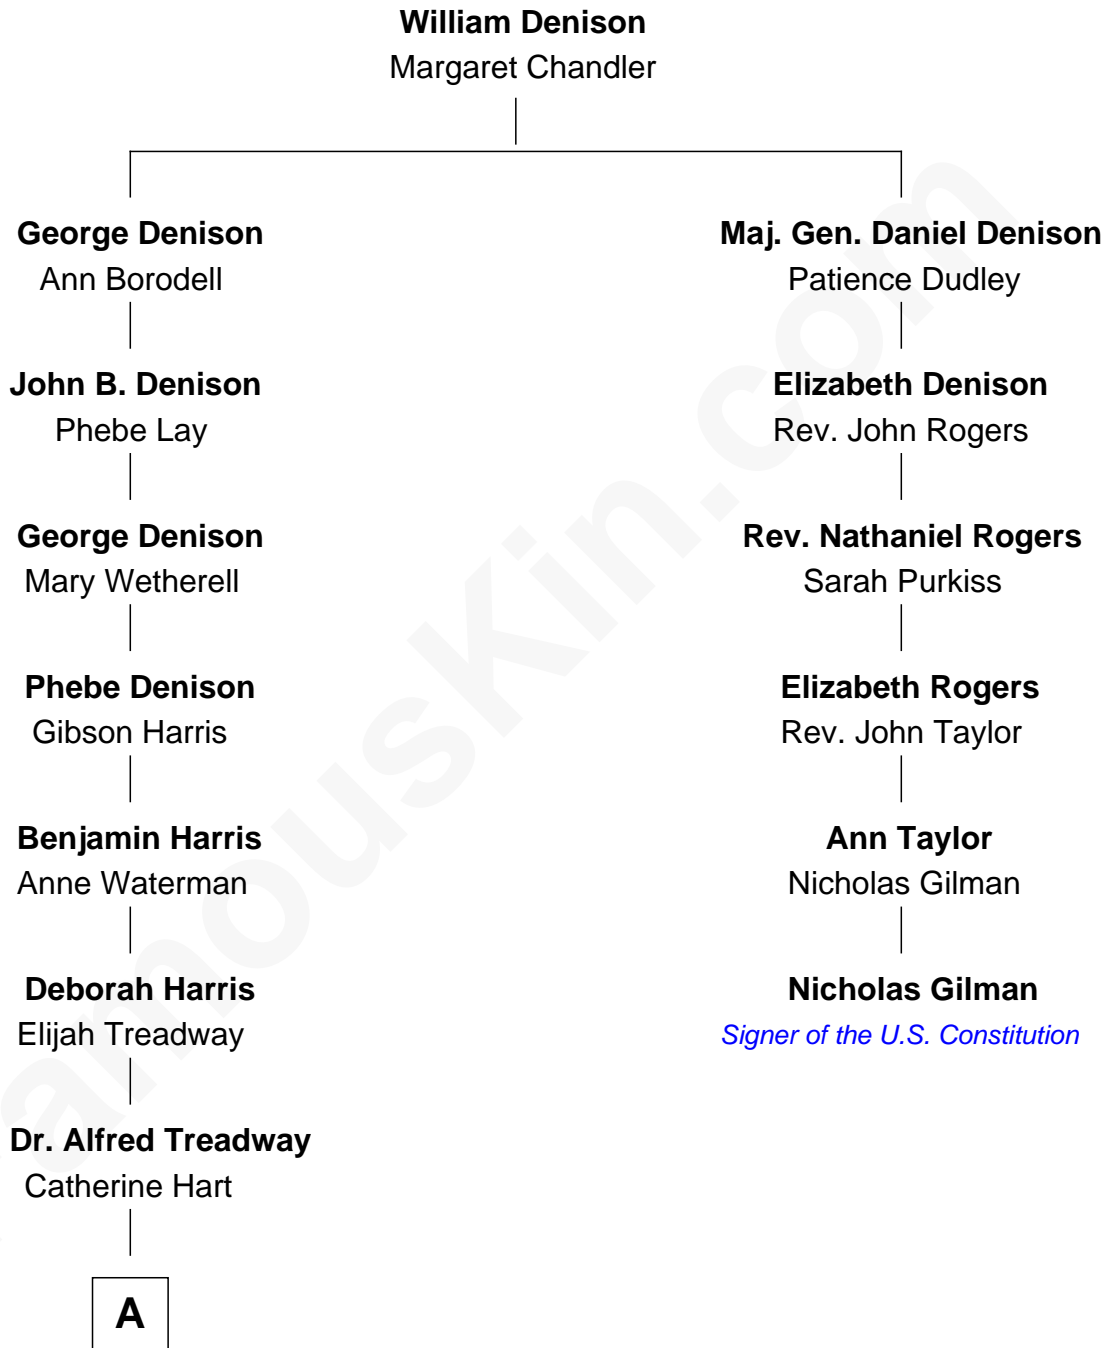 William Denison
Margaret Chandler
George Denison
Ann Borodell
Maj. Gen. Daniel Denison
Patience Dudley
John B. Denison
Phebe Lay
Elizabeth Denison
Rev. John Rogers
George Denison
Mary Wetherell
Rev. Nathaniel Rogers
Sarah Purkiss
Phebe Denison
Gibson Harris
Elizabeth Rogers
Rev. John Taylor
Benjamin Harris
Anne Waterman
Ann Taylor
Nicholas Gilman
Deborah Harris
Elijah Treadway
Nicholas Gilman
Signer of the U.S. Constitution
Dr. Alfred Treadway
Catherine Hart
A
amousKin.com